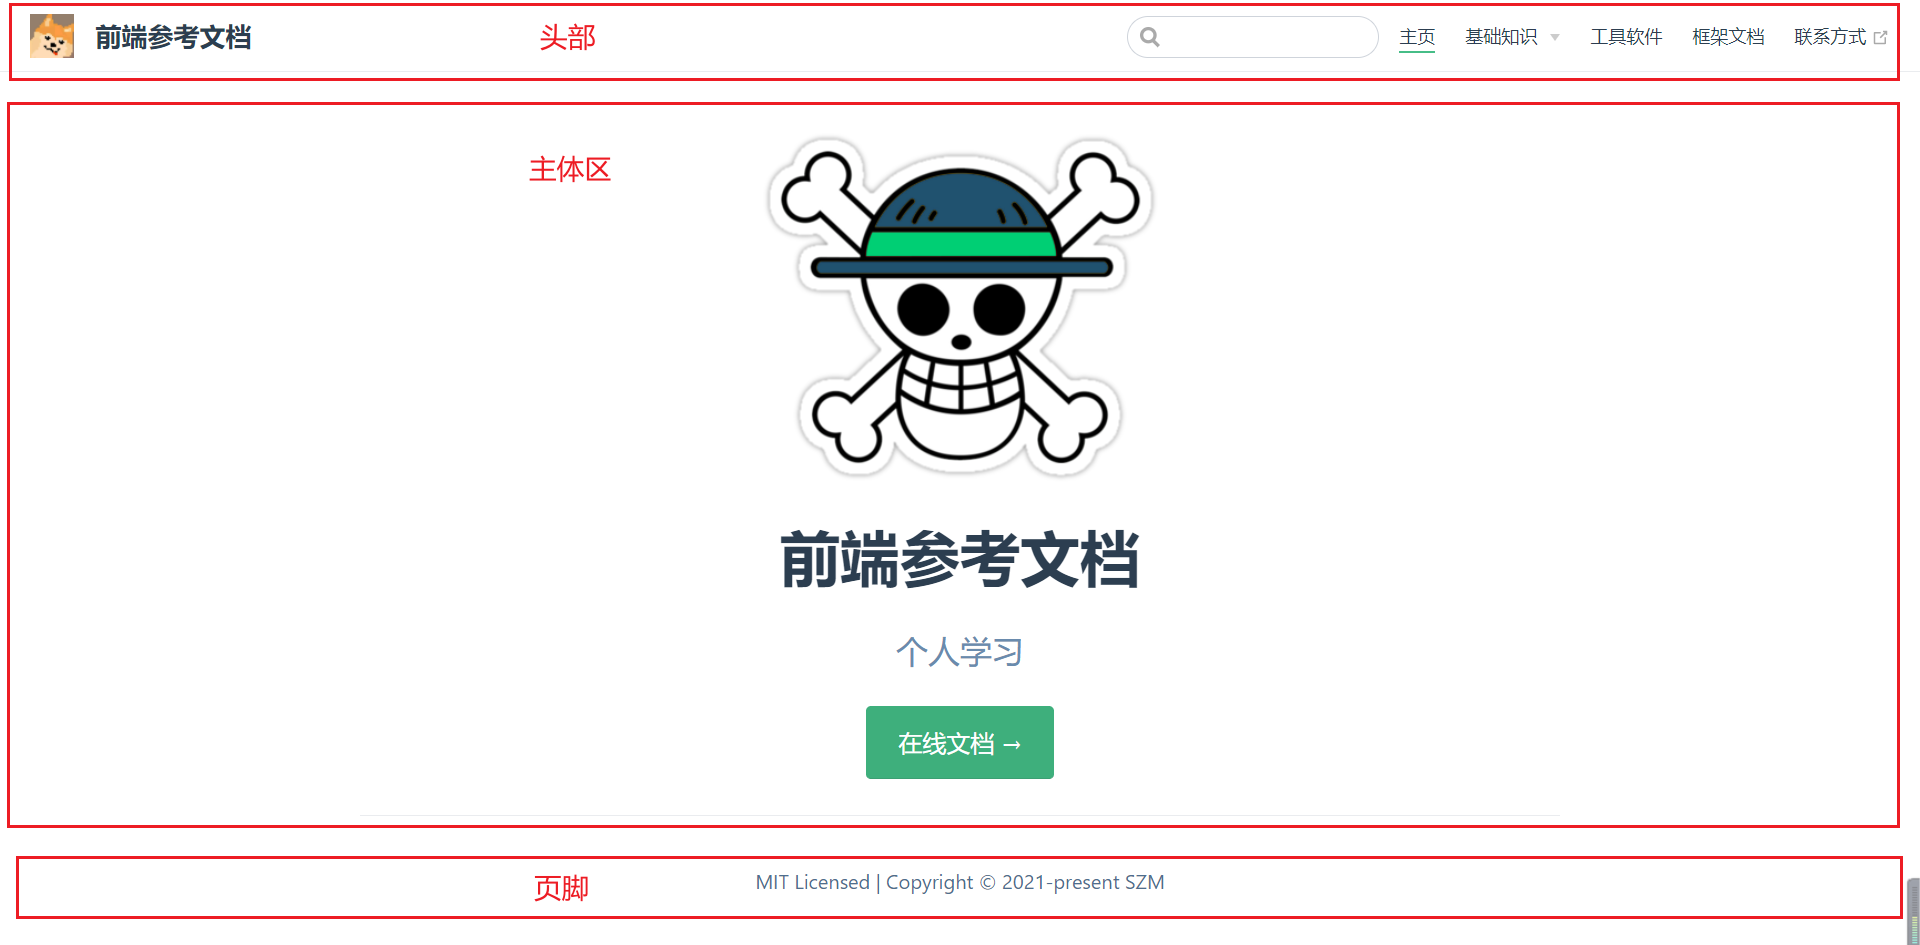 前端参考文档
头部
主页
基础知识
工具软件
框架文档
联系方式
主体区
前端参考文档
个人学习
在线文档 →
页脚
MIT Licensed | Copyright © 2021-present SZM